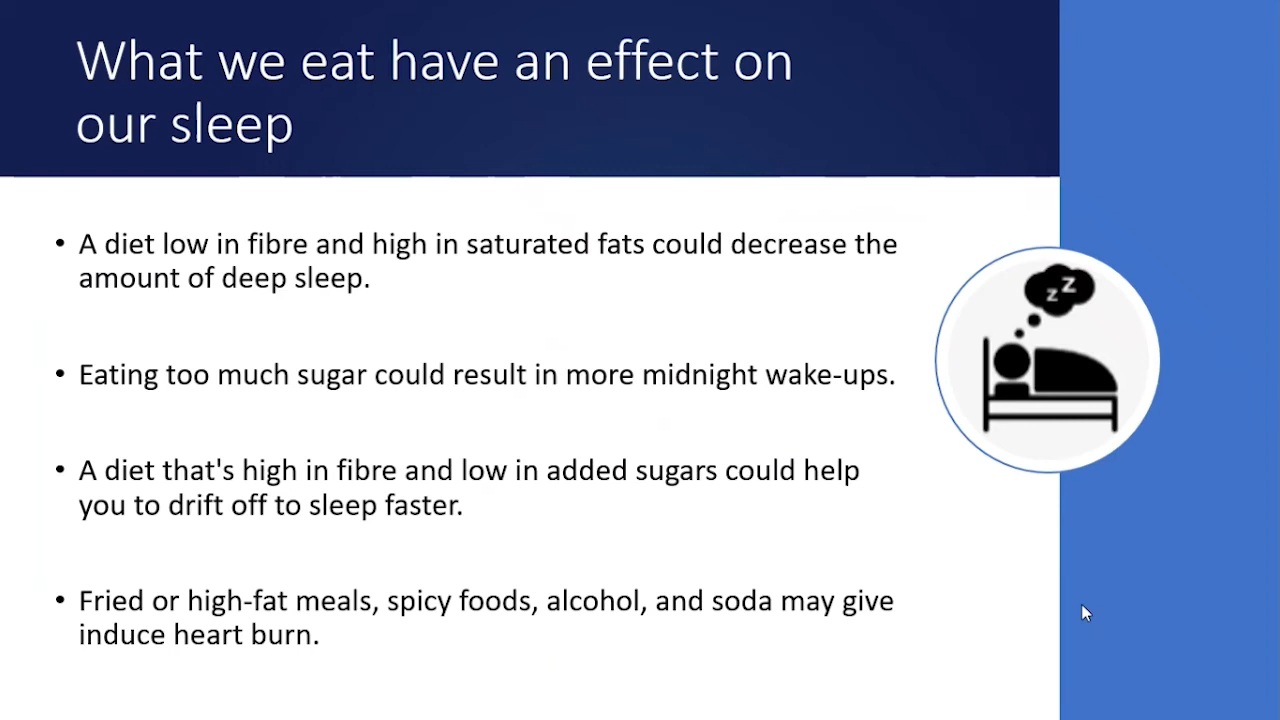 What we eat have an effect on
our sleep
• A diet low in fibre and high in saturated fats could decrease the
amount of deep sleep.
• Eating too much sugar could result in more midnight wake-ups.
• A diet that's high in fibre and low in added sugars could help
you to drift off to sleep faster.
• Fried or high-fat meals, spicy foods, alcohol, and soda may give
induce heart burn.
z Z